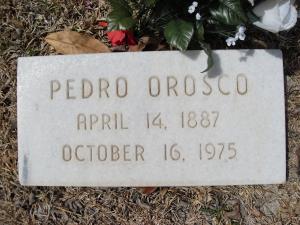 PEDRO OROSCO
APRIL 14, 1887
OCTOBER 16, 1975